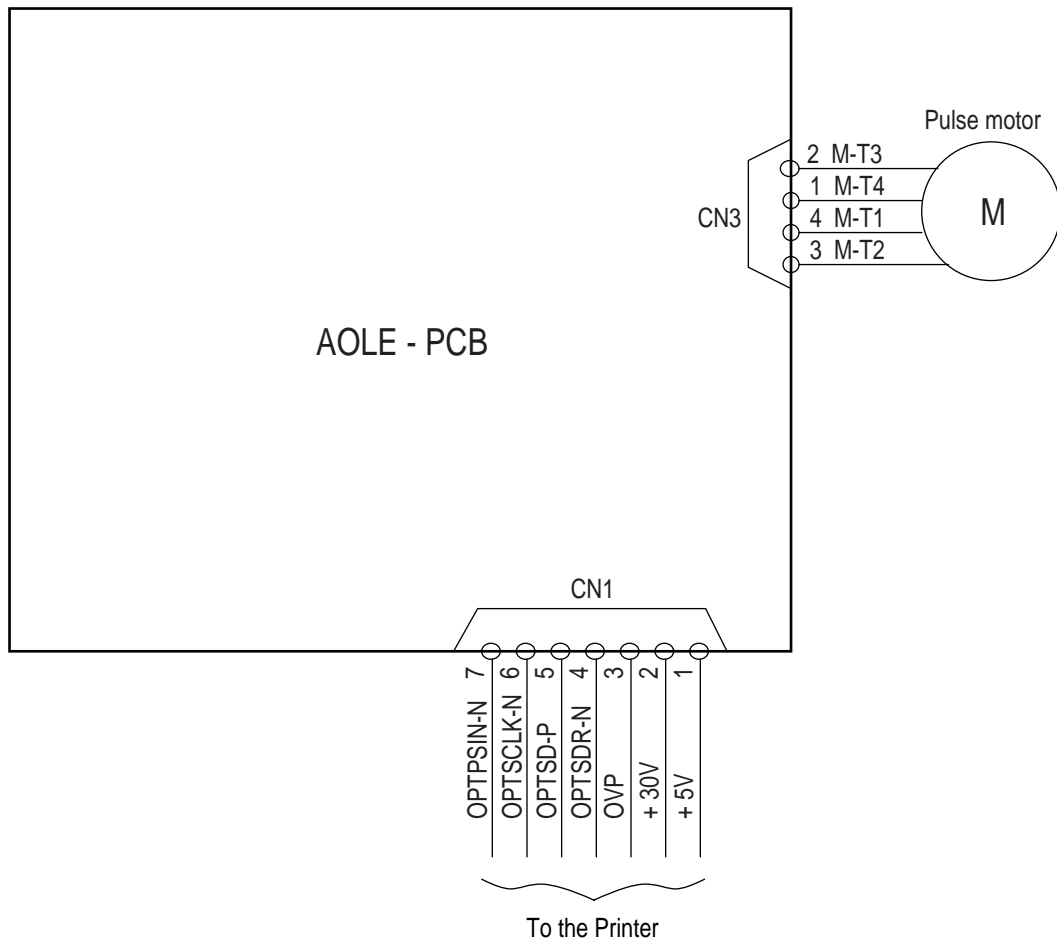 Pulse motor
2 M-T3
1 M-T4
4 M-T1
3 M-T2
CN3
M
AOLE - PCB
CN1
7 OPTPSIN-N
6 OPTSCLK-N
5 OPTSD-P
4 OPTSDR-N
3 OVP
2 + 30V
1 + 5V
To the Printer